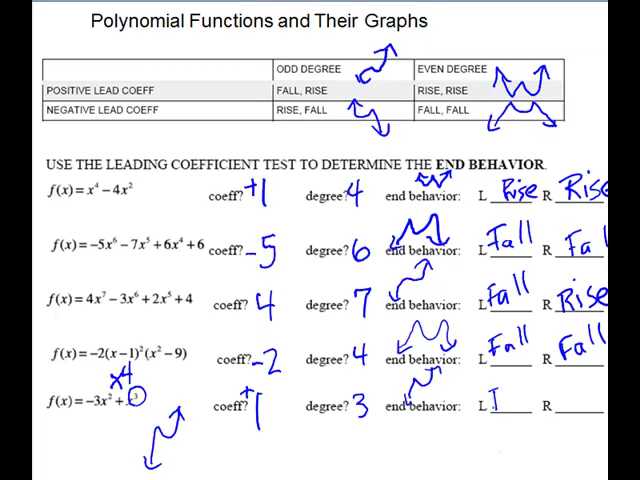 Polynomial Functions and Their Graphs
ODD DEGREE EVEN DEGREE
POSITIVE LEAD COEFF FALL, RISE RISE, RISE
NEGATIVE LEAD COEFF RISE, FALL FALL, FALL
USE THE LEADING COEFFICIENT TEST TO DETERMINE THE END BEHAVIOR.
f(x) = x⁴ − 4x² coeff? +1 degree? 4 end behavior: L Rise R Rise
f(x) = −5x⁶ − 7x⁵ + 6x⁴ + 6 coeff? -5 degree? 6 end behavior: L Fall R Fal
f(x) = 4x⁷ − 3x⁶ + 2x⁵ + 4 coeff? 4 degree? 7 end behavior: L Fall R Rise
f(x) = −2(x − 1)²(x² − 9) coeff? -2 degree? 4 end behavior: L Fall R Fall
x4
f(x) = −3x² + x³ coeff? +1 degree? 3 end behavior: L R